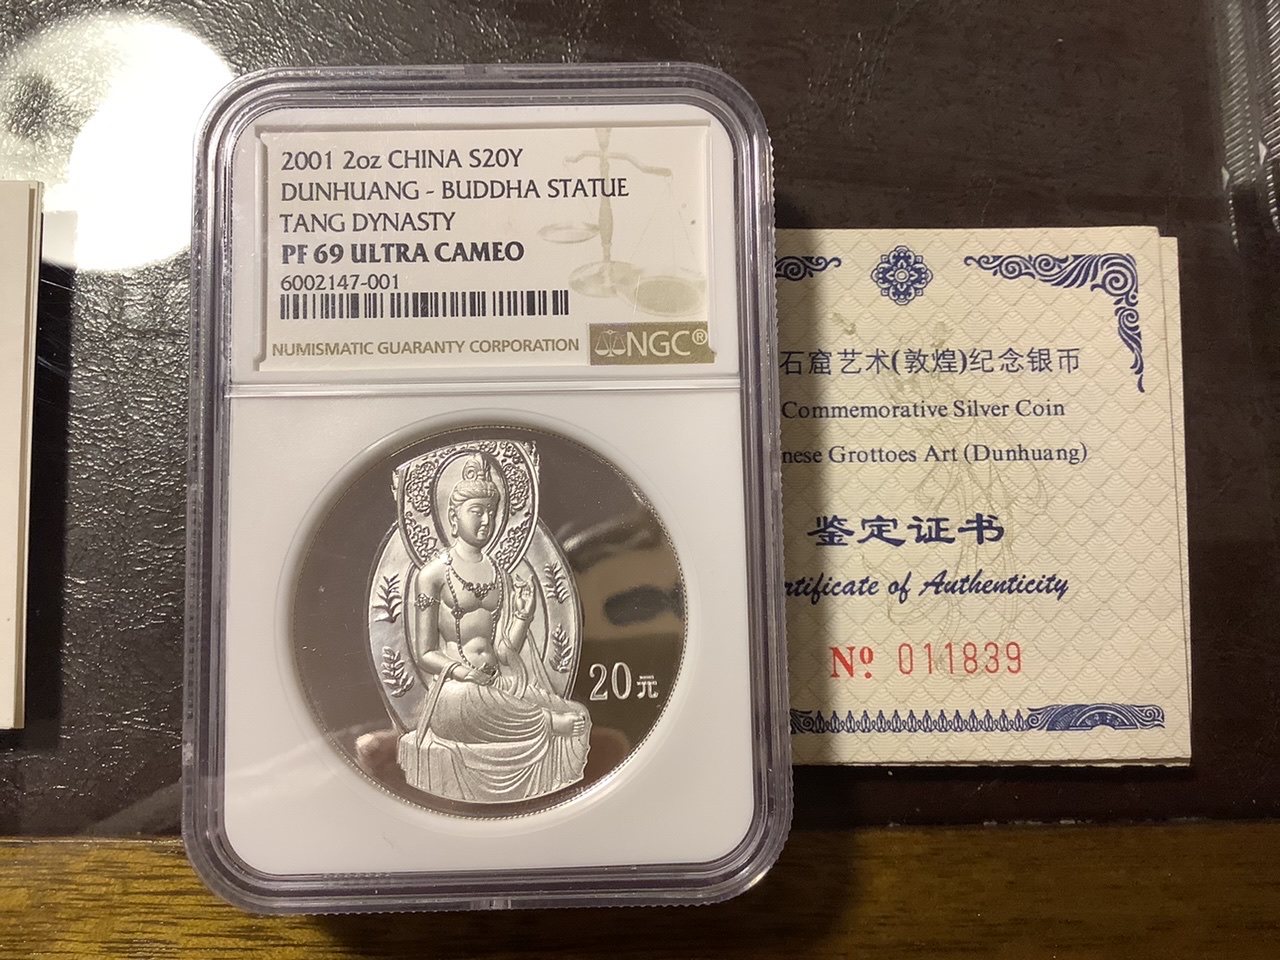 2001 2oz CHINA S20Y
DUNHUANG - BUDDHA STATUE
TANG DYNASTY
PF 69 ULTRA CAMEO
6002147-001
NUMISMATIC GUARANTY CORPORATION
NGC®
20元
石窟艺术(敦煌)纪念银币
Commemorative Silver Coin
nese Grottoes Art (Dunhuang)
鉴定证书
rtificate of Authenticity
Nº 011839